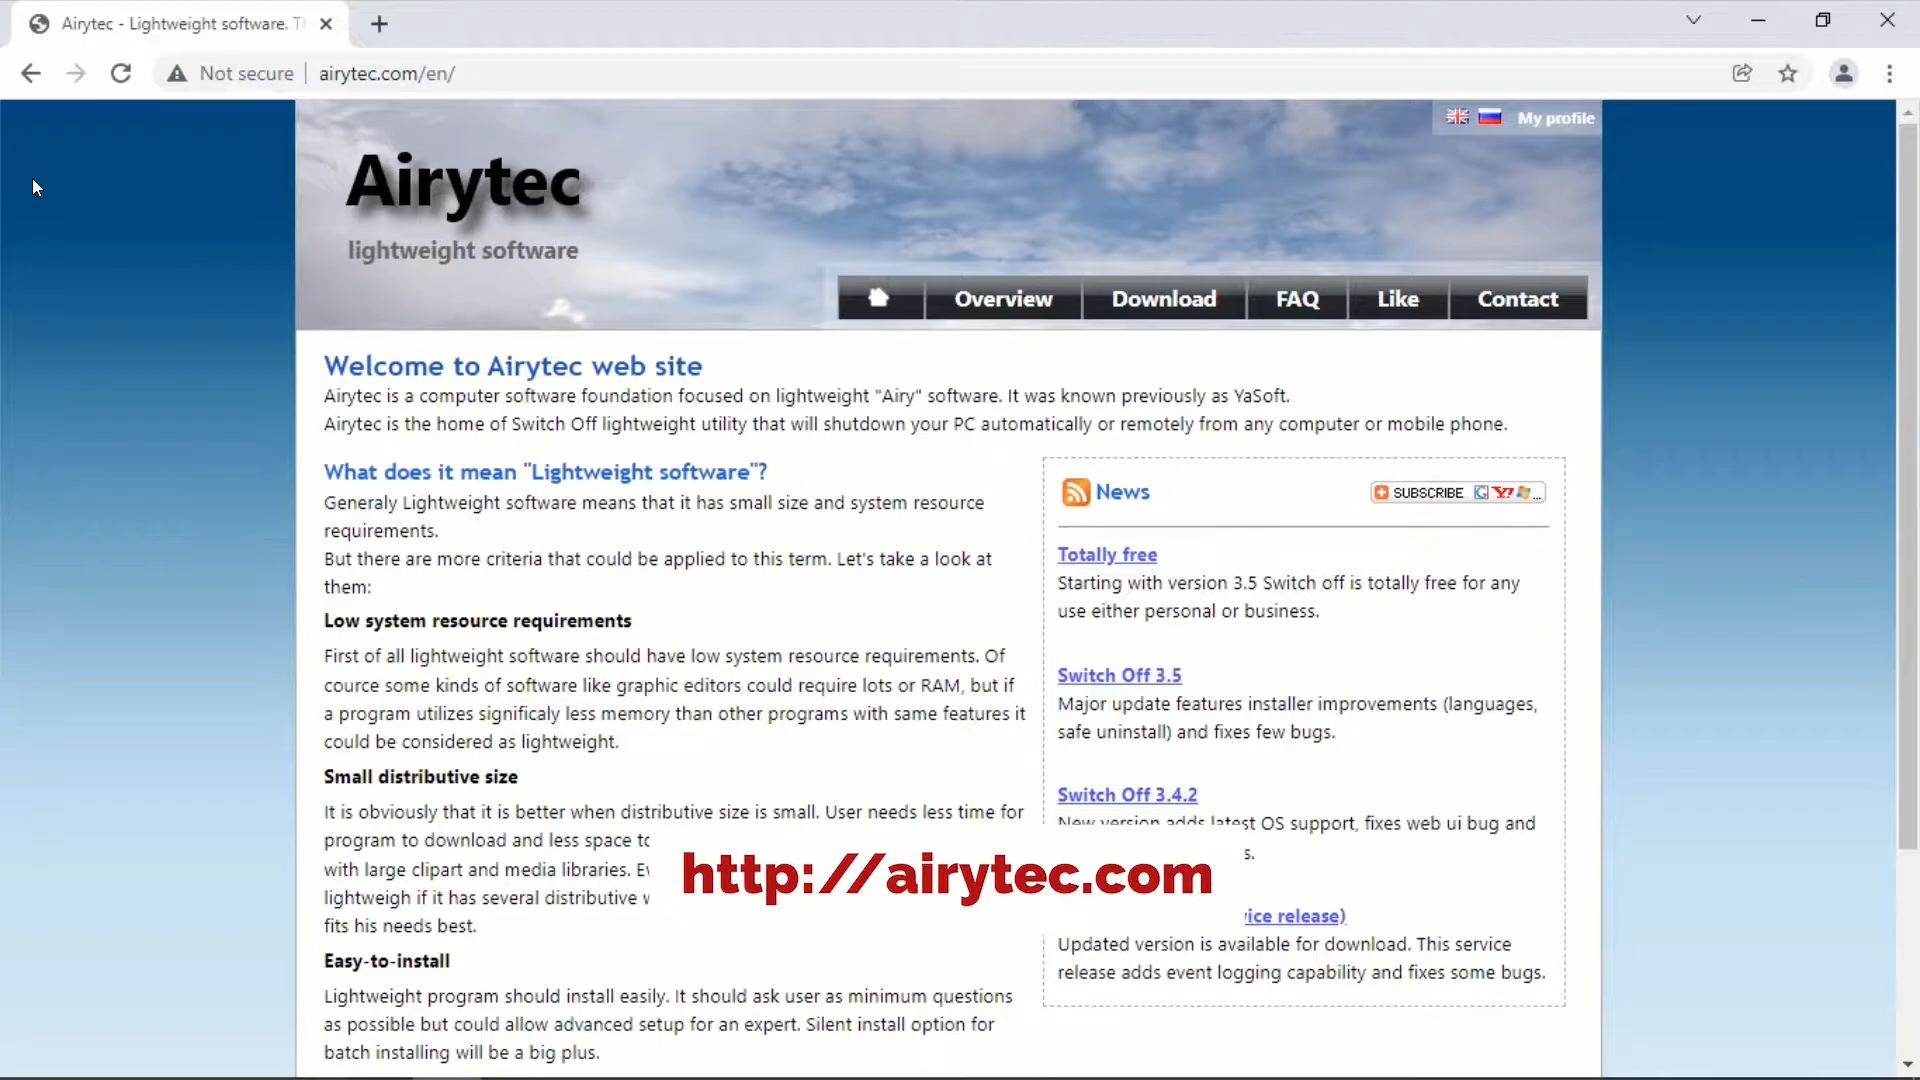 Airytec - Lightweight software. T
Not secure
airytec.com/en/
My profile
Airytec
lightweight software
Overview
Download
FAQ
Like
Contact
Welcome to Airytec web site
Airytec is a computer software foundation focused on lightweight "Airy" software. It was known previously as YaSoft.
Airytec is the home of Switch Off lightweight utility that will shutdown your PC automatically or remotely from any computer or mobile phone.
What does it mean "Lightweight software"?
Generaly Lightweight software means that it has small size and system resource
requirements.
But there are more criteria that could be applied to this term. Let's take a look at
them:
Low system resource requirements
First of all lightweight software should have low system resource requirements. Of
cource some kinds of software like graphic editors could require lots or RAM, but if
a program utilizes significaly less memory than other programs with same features it
could be considered as lightweight.
Small distributive size
It is obviously that it is better when distributive size is small. User needs less time for
program to download and less space
with large clipart and media libraries.
lightweigh if it has several distributive
fits his needs best.
Easy-to-install
Lightweight program should install easily. It should ask user as minimum questions
as possible but could allow advanced setup for an expert. Silent install option for
batch installing will be a big plus.
News
SUBSCRIBE
Totally free
Starting with version 3.5 Switch off is totally free for any
use either personal or business.
Switch Off 3.5
Major update features installer improvements (languages,
safe uninstall) and fixes few bugs.
Switch Off 3.4.2
New version adds latest OS support, fixes web ui bug and
s.
vice release)
Updated version is available for download. This service
release adds event logging capability and fixes some bugs.
http://airytec.com